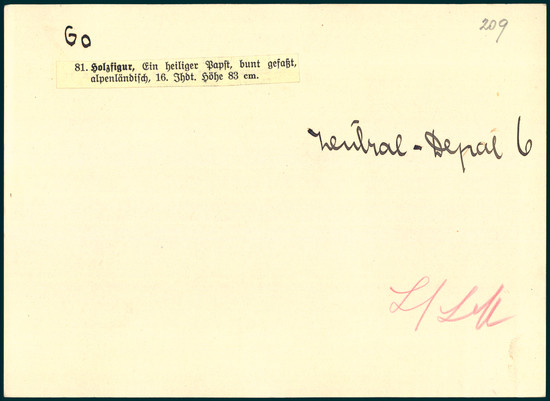 Go
209
81. Holzfigur, Ein heiliger Papst, bunt gefaßt,
alpenländisch, 16. Jhdt. Höhe 83 cm.
Zentral-Depot 6